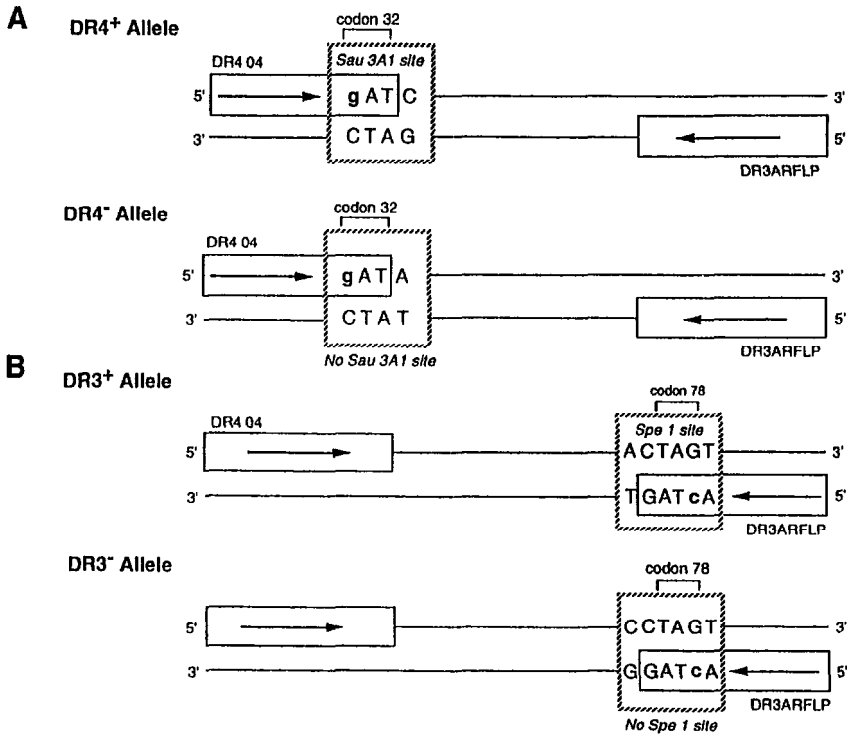 A
DR4+ Allele
codon 32
DR4 04
Sau 3A1 site
5' gAT C 3'
3' CTAG 5'
DR3ARFLP
DR4- Allele
codon 32
DR4 04
5' gAT A 3'
3' CTAT 5'
No Sau 3A1 site
DR3ARFLP
B
DR3+ Allele
codon 78
DR4 04
Spe 1 site
5' ACTAGT 3'
3' TGATcA 5'
DR3ARFLP
DR3- Allele
codon 78
5' CCTAGT 3'
3' GGATcA 5'
DR3ARFLP
No Spe 1 site